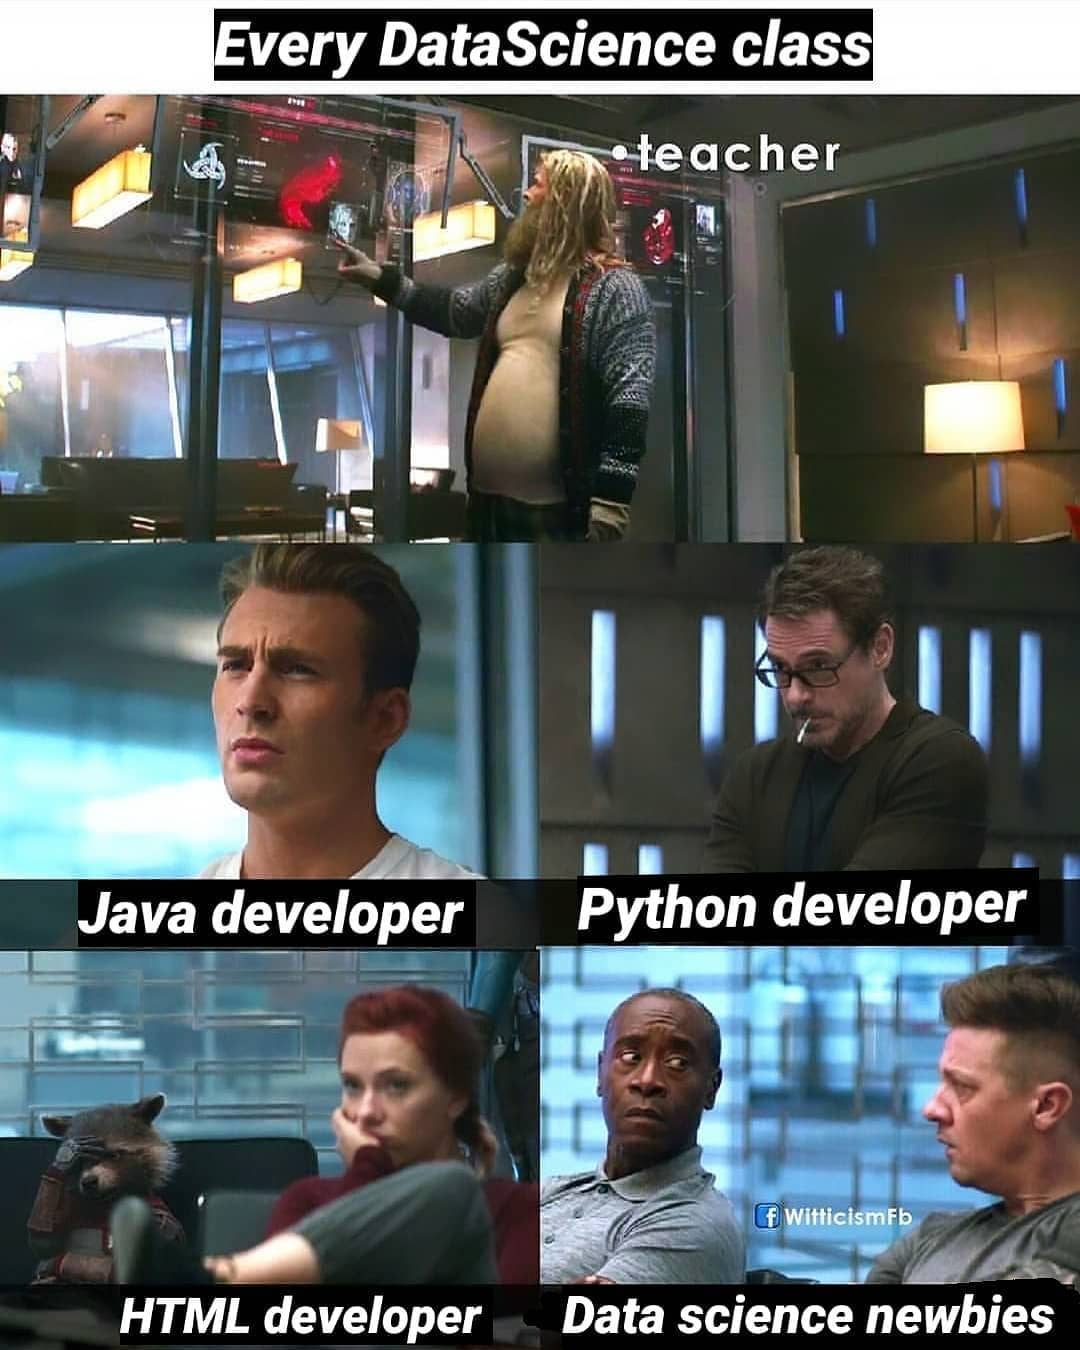 Every DataScience class
•teacher
Java developer
Python developer
HTML developer
f WitticismFb
Data science newbies